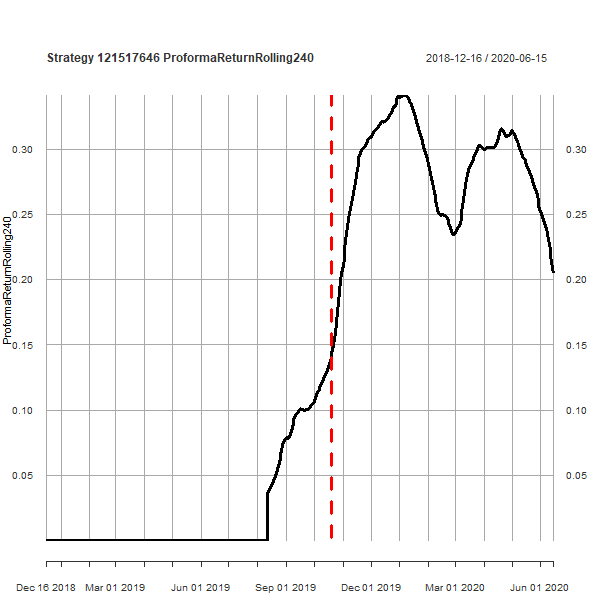 Strategy 121517646 ProformaReturnRolling240
2018-12-16 / 2020-06-15
ProformaReturnRolling240
0.30 0.30
0.25 0.25
0.20 0.20
0.15 0.15
0.10 0.10
0.05 0.05
Dec 16 2018 Mar 01 2019 Jun 01 2019 Sep 01 2019 Dec 01 2019 Mar 01 2020 Jun 01 2020